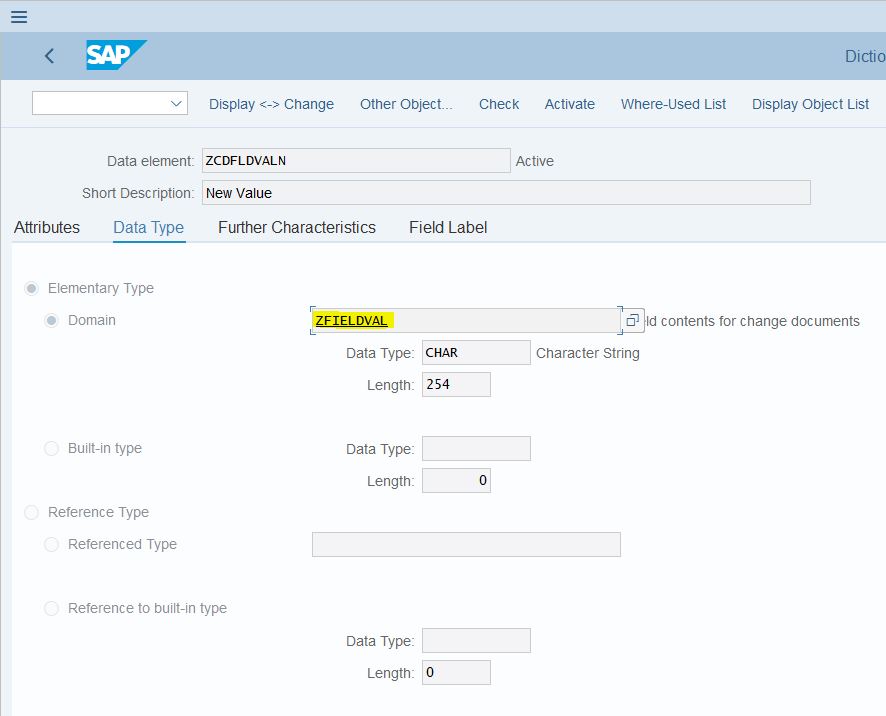 SAP
Dictio
Display <-> Change Other Object... Check Activate Where-Used List Display Object List
Data element: ZCDFLDVALN Active
Short Description: New Value
Attributes Data Type Further Characteristics Field Label
Elementary Type
Domain ZFIELDVAL ld contents for change documents
Data Type: CHAR Character String
Length: 254
Built-in type Data Type:
Length: 0
Reference Type
Referenced Type
Reference to built-in type
Data Type:
Length: 0